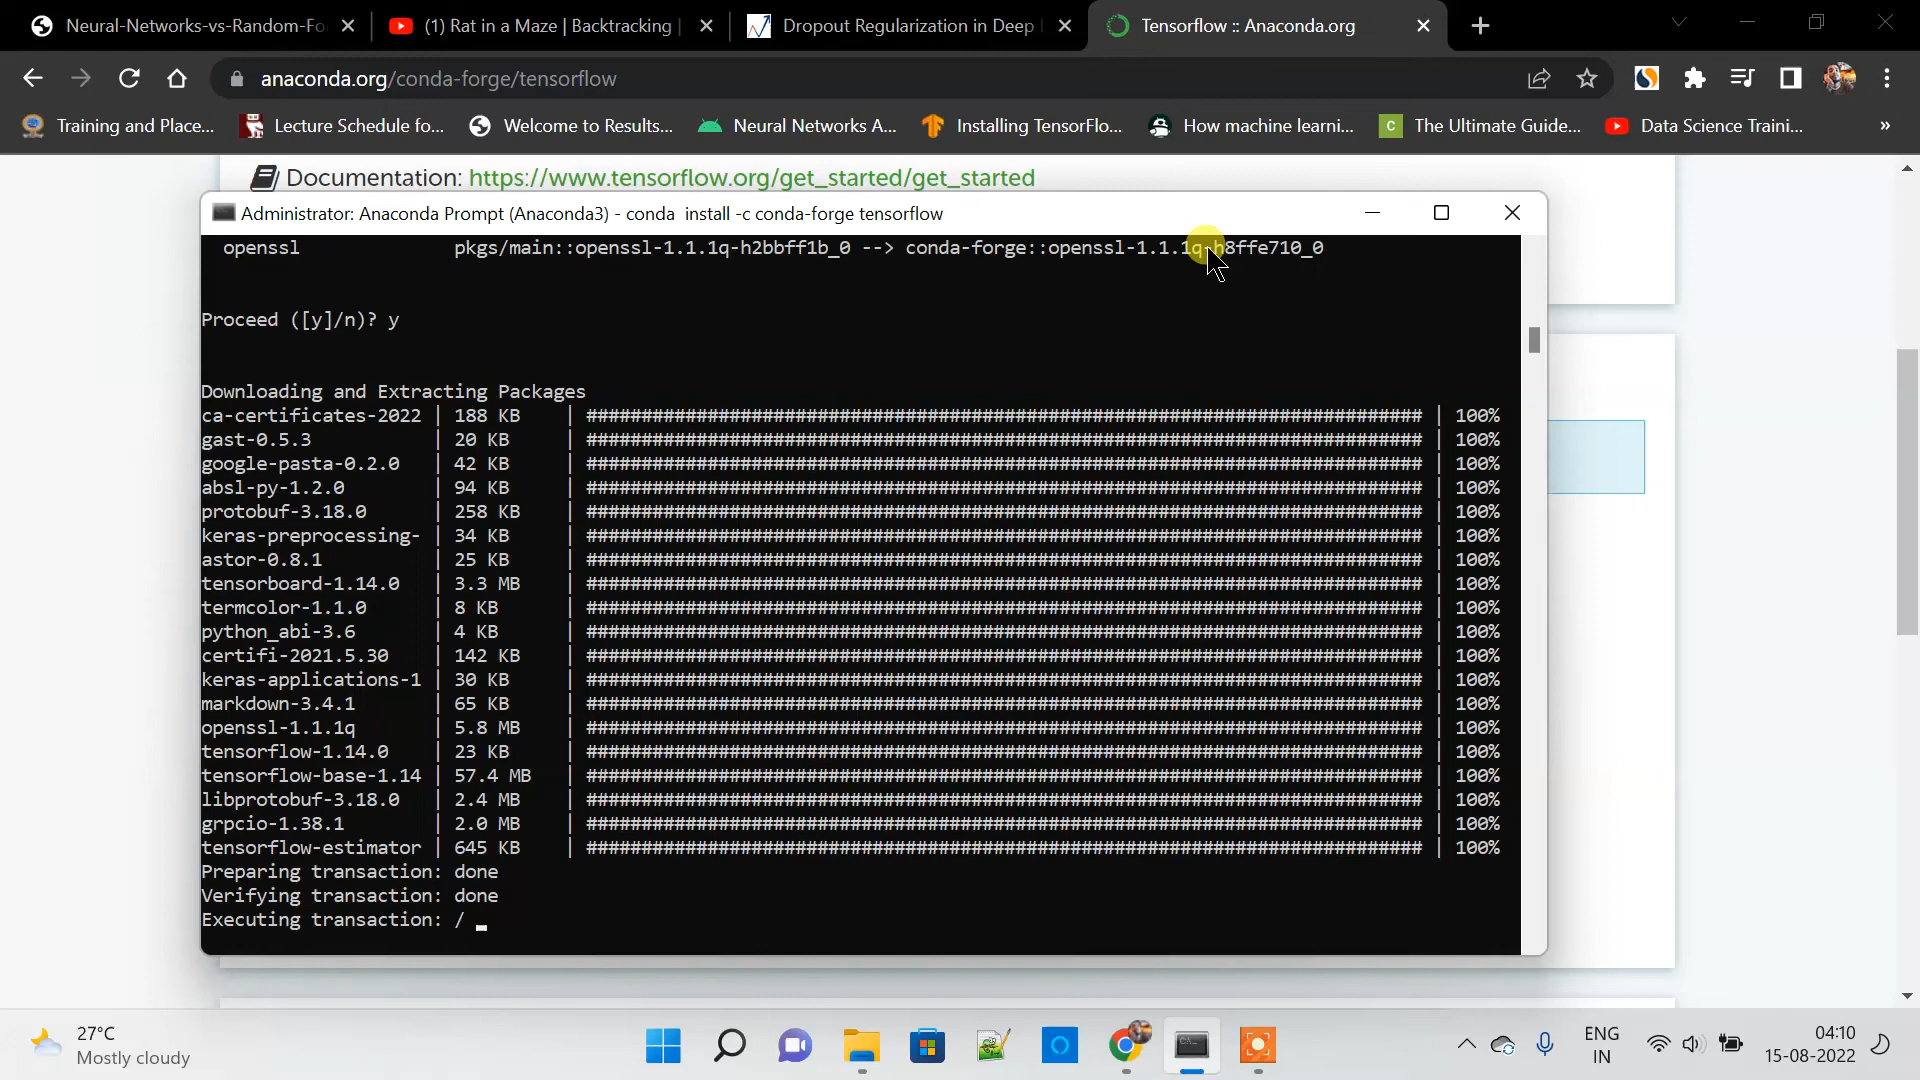 Neural-Networks-vs-Random-Fo
(1) Rat in a Maze | Backtracking |
Dropout Regularization in Deep L
Tensorflow :: Anaconda.org
anaconda.org/conda-forge/tensorflow
Training and Place...
Lecture Schedule fo...
Welcome to Results...
Neural Networks A...
Installing TensorFlo...
How machine learni...
C
The Ultimate Guide...
Data Science Traini...
»
Documentation: https://www.tensorflow.org/get_started/get_started
Administrator: Anaconda Prompt (Anaconda3) - conda  install -c conda-forge tensorflow
openssl pkgs/main::openssl-1.1.1q-h2bbff1b_0 --> conda-forge::openssl-1.1.1q-h8ffe710_0
Proceed ([y]/n)? y
Downloading and Extracting Packages
ca-certificates-2022 | 188 KB | ############################################################################ | 100%
gast-0.5.3 | 20 KB | ############################################################################ | 100%
google-pasta-0.2.0 | 42 KB | ############################################################################ | 100%
absl-py-1.2.0 | 94 KB | ############################################################################ | 100%
protobuf-3.18.0 | 258 KB | ############################################################################ | 100%
keras-preprocessing- | 34 KB | ############################################################################ | 100%
astor-0.8.1 | 25 KB | ############################################################################ | 100%
tensorboard-1.14.0 | 3.3 MB | ############################################################################ | 100%
termcolor-1.1.0 | 8 KB | ############################################################################ | 100%
python_abi-3.6 | 4 KB | ############################################################################ | 100%
certifi-2021.5.30 | 142 KB | ############################################################################ | 100%
keras-applications-1 | 30 KB | ############################################################################ | 100%
markdown-3.4.1 | 65 KB | ############################################################################ | 100%
openssl-1.1.1q | 5.8 MB | ############################################################################ | 100%
tensorflow-1.14.0 | 23 KB | ############################################################################ | 100%
tensorflow-base-1.14 | 57.4 MB | ############################################################################ | 100%
libprotobuf-3.18.0 | 2.4 MB | ############################################################################ | 100%
grpcio-1.38.1 | 2.0 MB | ############################################################################ | 100%
tensorflow-estimator | 645 KB | ############################################################################ | 100%
Preparing transaction: done
Verifying transaction: done
Executing transaction: /
27°C
Mostly cloudy
ENG
IN
04:10
15-08-2022